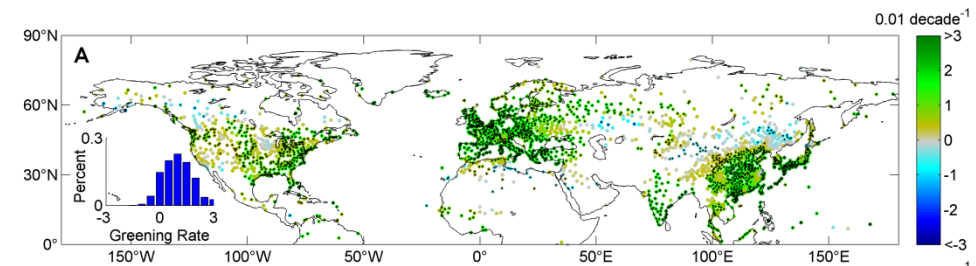 0.01 decade⁻¹
90°N
A
>3
60°N
2
0.3
1
Percent
30°N
0
0
-1
-3
0
3
-2
Greening Rate
0°
<-3
150°W
100°W
50°W
0°
50°E
100°E
150°E